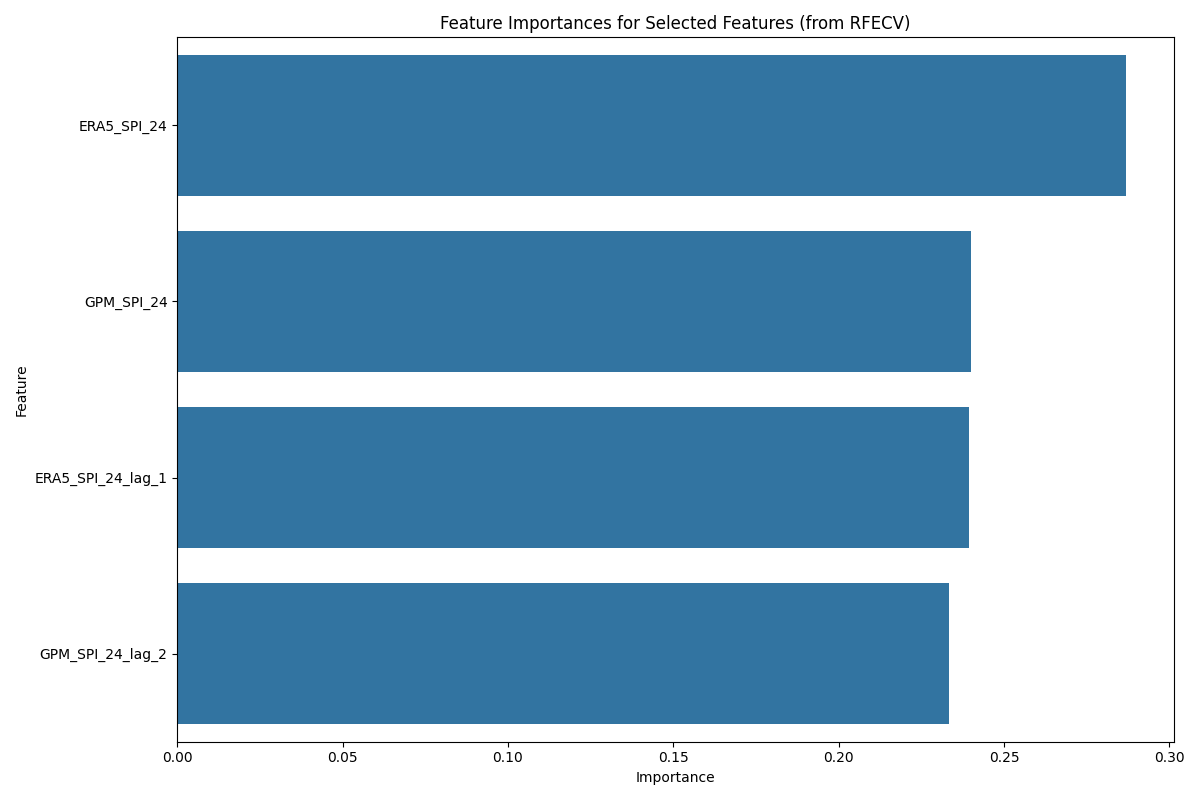 Feature Importances for Selected Features (from RFECV)
ERA5_SPI_24
GPM_SPI_24
ERA5_SPI_24_lag_1
GPM_SPI_24_lag_2
Feature
0.00 0.05 0.10 0.15 0.20 0.25 0.30
Importance